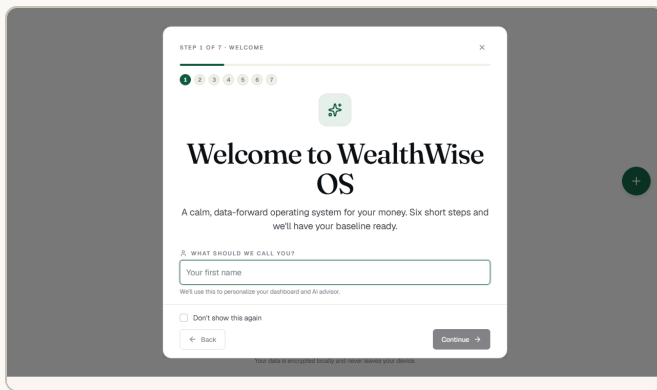 STEP 1 OF 7 · WELCOME
1 2 3 4 5 6 7
Welcome to WealthWise
OS
A calm, data-forward operating system for your money. Six short steps and
we'll have your baseline ready.
WHAT SHOULD WE CALL YOU?
Your first name
We'll use this to personalize your dashboard and AI advisor.
Don't show this again
← Back
Continue →
Your data is encrypted locally and never leaves your device.